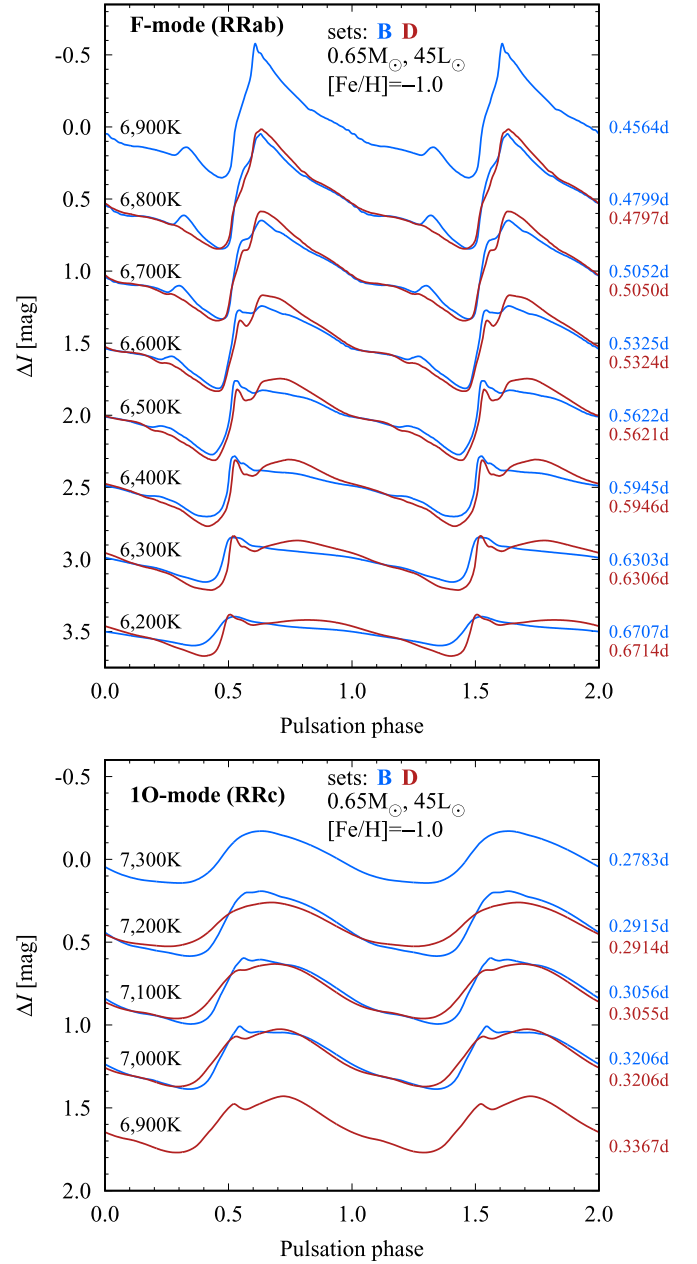 F-mode (RRab)
sets: B D
0.65M☉, 45L☉
[Fe/H]=−1.0
-0.5
0.0
0.5
1.0
1.5
2.0
2.5
3.0
3.5
ΔI [mag]
6,900K
6,800K
6,700K
6,600K
6,500K
6,400K
6,300K
6,200K
0.4564d
0.4799d
0.4797d
0.5052d
0.5050d
0.5325d
0.5324d
0.5622d
0.5621d
0.5945d
0.5946d
0.6303d
0.6306d
0.6707d
0.6714d
0.0 0.5 1.0 1.5 2.0
Pulsation phase
1O-mode (RRc)
sets: B D
0.65M☉, 45L☉
[Fe/H]=−1.0
-0.5
0.0
0.5
1.0
1.5
2.0
ΔI [mag]
7,300K
7,200K
7,100K
7,000K
6,900K
0.2783d
0.2915d
0.2914d
0.3056d
0.3055d
0.3206d
0.3206d
0.3367d
0.0 0.5 1.0 1.5 2.0
Pulsation phase